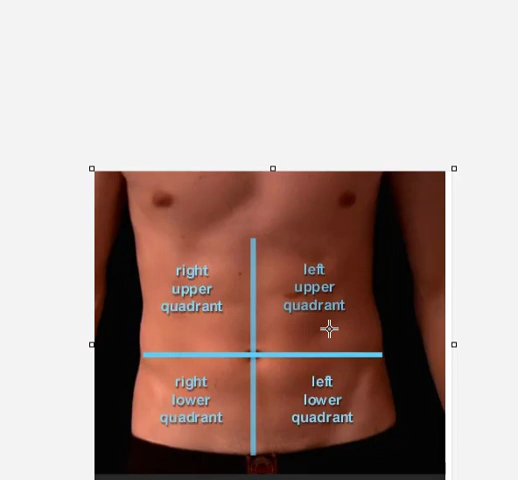 right
upper
quadrant
left
upper
quadrant
right
lower
quadrant
left
lower
quadrant